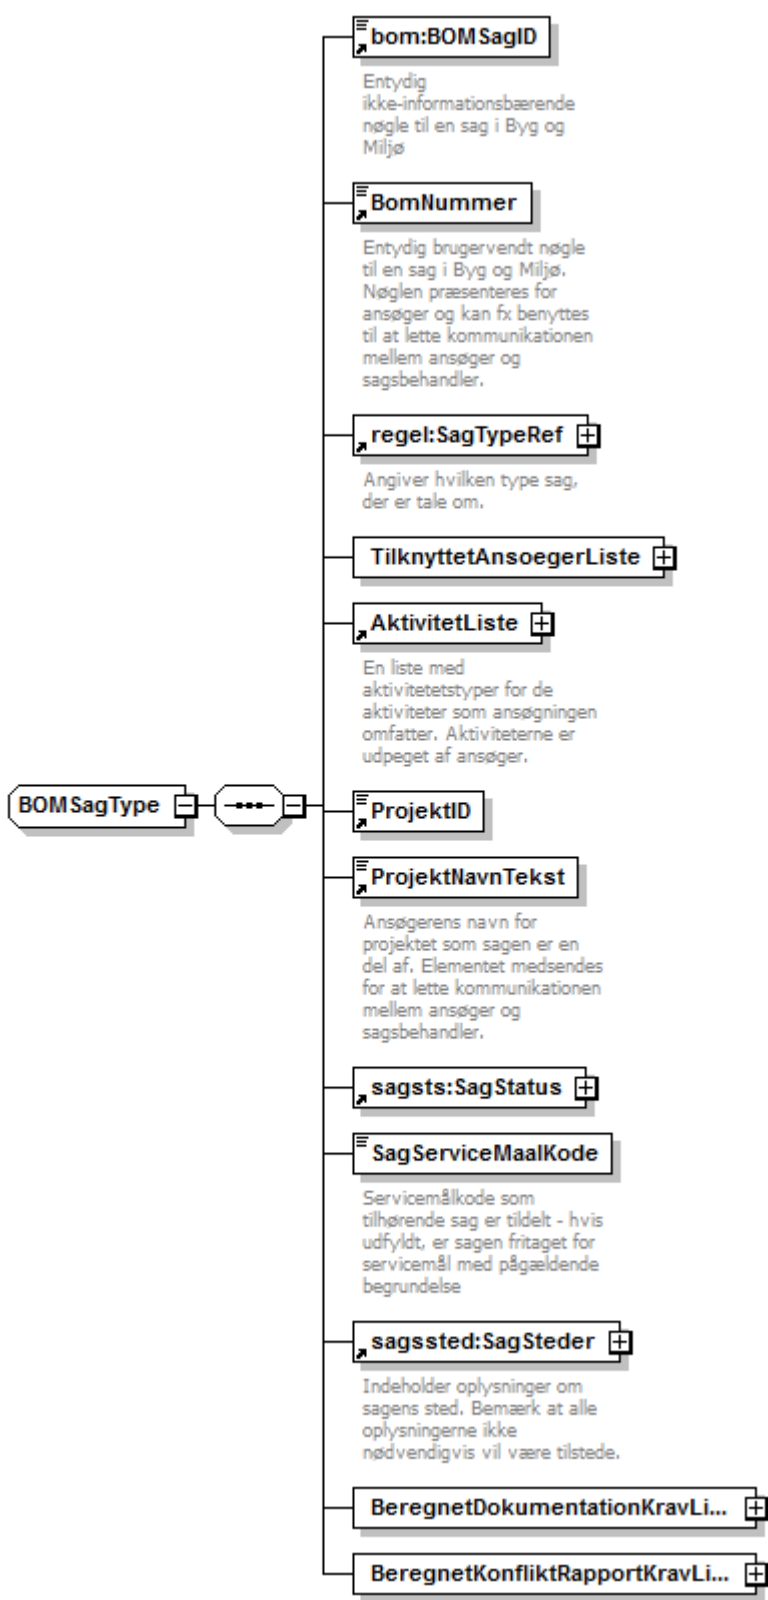 bom:BOMSagID
Entydig
ikke-informationsbærende
nøgle til en sag i Byg og
Miljø
BomNummer
Entydig brugervendt nøgle
til en sag i Byg og Miljø.
Nøglen præsenteres for
ansøger og kan fx benyttes
til at lette kommunikationen
mellem ansøger og
sagsbehandler.
regel:SagTypeRef
Angiver hvilken type sag,
der er tale om.
TilknyttetAnsoegerListe
AktivitetListe
En liste med
aktivitetetstyper for de
aktiviteter som ansøgningen
omfatter. Aktiviteterne er
udpeget af ansøger.
BOMSagType
ProjektID
ProjektNavnTekst
Ansøgerens navn for
projektet som sagen er en
del af. Elementet medsendes
for at lette kommunikationen
mellem ansøger og
sagsbehandler.
sagsts:SagStatus
SagServiceMaalKode
Servicemålkode som
tilhørende sag er tildelt - hvis
udfyldt, er sagen fritaget for
servicemål med pågældende
begrundelse
sagssted:SagSteder
Indeholder oplysninger om
sagens sted. Bemærk at alle
oplysningerne ikke
nødvendigvis vil være tilstede.
BeregnetDokumentationKravLi...
BeregnetKonfliktRapportKravLi...